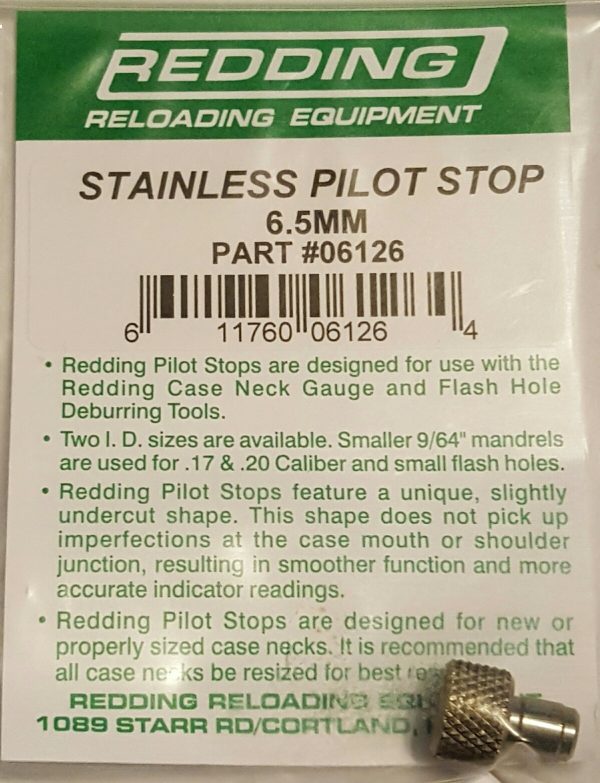 REDDING
RELOADING EQUIPMENT
STAINLESS PILOT STOP
6.5MM
PART #06126
6 11760 06126 4
• Redding Pilot Stops are designed for use with the
Redding Case Neck Gauge and Flash Hole
Deburring Tools.
• Two I. D. sizes are available. Smaller 9/64" mandrels
are used for .17 & .20 Caliber and small flash holes.
• Redding Pilot Stops feature a unique, slightly
undercut shape. This shape does not pick up
imperfections at the case mouth or shoulder
junction, resulting in smoother function and more
accurate indicator readings.
• Redding Pilot Stops are designed for new or
properly sized case necks. It is recommended that
all case necks be resized for best
REDDING RELOADING
1089 STARR RD/CORTLAND,